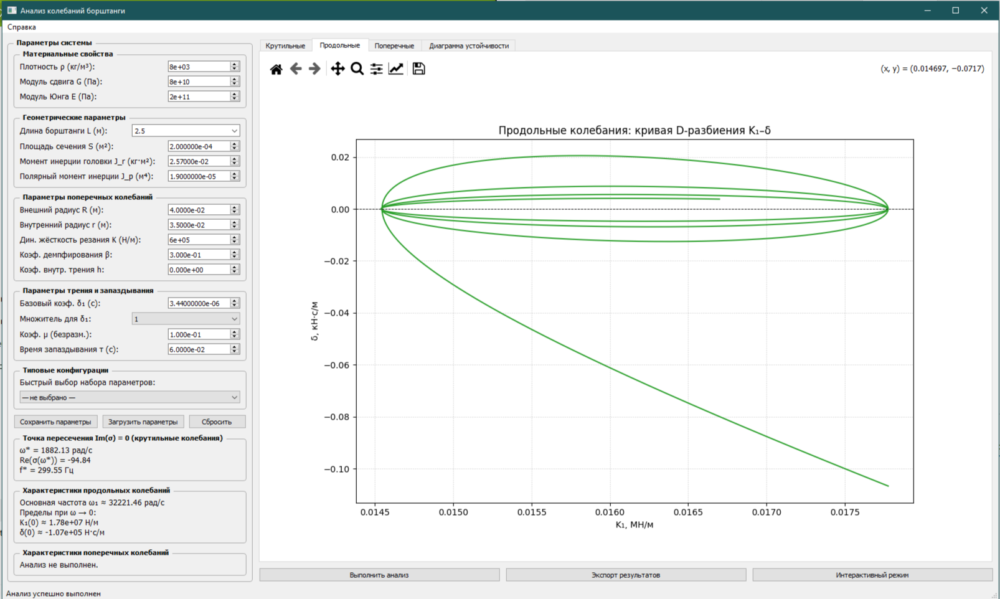 Анализ колебаний борштанги
Справка
Параметры системы
Материальные свойства
Плотность ρ (кг/м³): 8e+03
Модуль сдвига G (Па): 8e+10
Модуль Юнга E (Па): 2e+11
Геометрические параметры
Длина борштанги L (м): 2.5
Площадь сечения S (м²): 2.000000e-04
Момент инерции головки J_r (кг·м²): 2.57000e-02
Полярный момент инерции J_p (м⁴): 1.9000000e-05
Параметры поперечных колебаний
Внешний радиус R (м): 4.0000e-02
Внутренний радиус r (м): 3.5000e-02
Дин. жёсткость резания K (Н/м): 6e+05
Коэф. демпфирования β: 3.000e-01
Коэф. внутр. трения h: 0.000e+00
Параметры трения и запаздывания
Базовый коэф. δ₁ (с): 3.44000000e-06
Множитель для δ₁: 1
Коэф. μ (безразм.): 1.000e-01
Время запаздывания τ (с): 6.0000e-02
Типовые конфигурации
Быстрый выбор набора параметров:
— не выбрано —
Сохранить параметры Загрузить параметры Сбросить
Точка пересечения Im(σ) = 0 (крутильные колебания)
ω* = 1882.13 рад/с
Re(σ(ω*)) = -94.84
f* = 299.55 Гц
Характеристики продольных колебаний
Основная частота ω₁ ≈ 32221.46 рад/с
Пределы при ω → 0:
K₁(0) ≈ 1.78e+07 Н/м
δ(0) ≈ -1.07e+05 Н·с/м
Характеристики поперечных колебаний
Анализ не выполнен.
Крутильные Продольные Поперечные Диаграмма устойчивости
(x, y) = (0.014697, −0.0717)
Продольные колебания: кривая D-разбиения K₁–δ
0.02
0.00
−0.02
−0.04
−0.06
−0.08
−0.10
δ, кН·с/м
0.0145 0.0150 0.0155 0.0160 0.0165 0.0170 0.0175
K₁, МН/м
Выполнить анализ Экспорт результатов Интерактивный режим
Анализ успешно выполнен